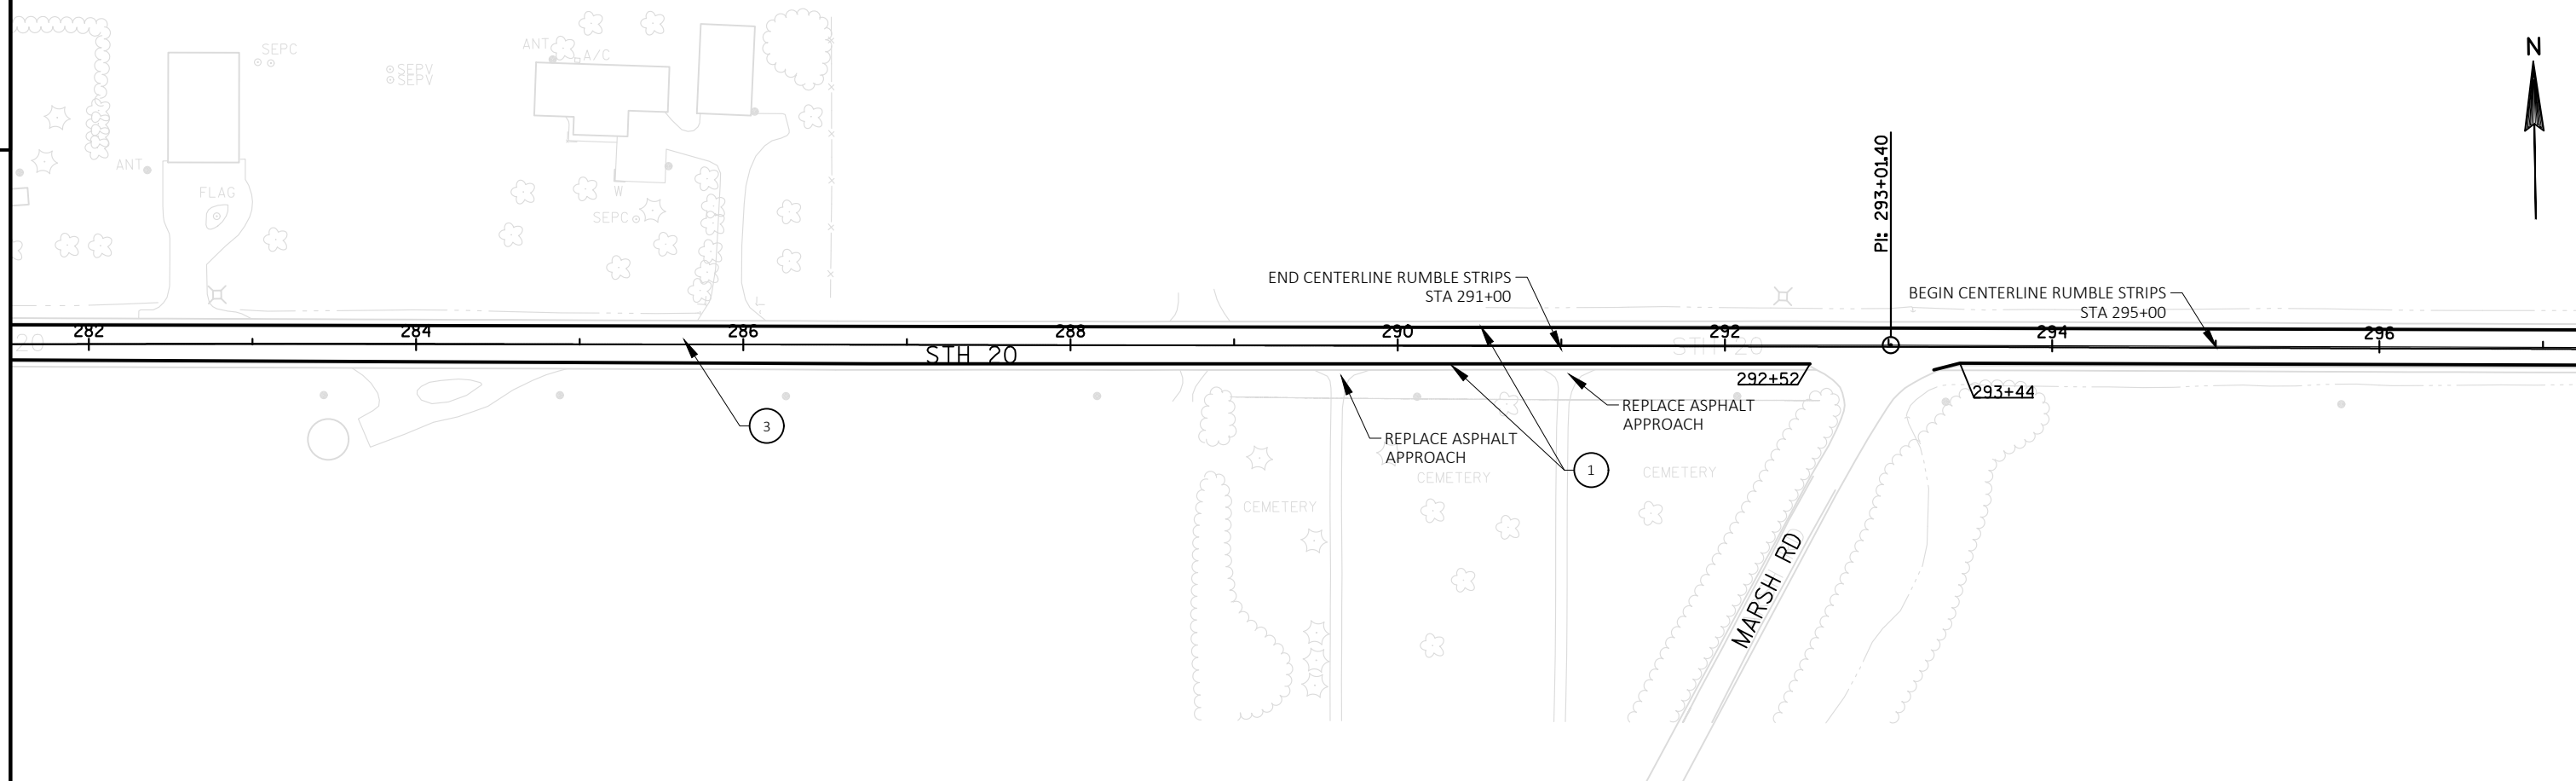 SEPC
ANT
A/C
SEPV
SEPV
N
ANT
FLAG
W
SEPC
PI: 293+01.40
END CENTERLINE RUMBLE STRIPS
STA 291+00
BEGIN CENTERLINE RUMBLE STRIPS
STA 295+00
282
284
286
288
290
292
294
296
20
STH 20
STH 20
292+52
293+44
REPLACE ASPHALT
APPROACH
3
REPLACE ASPHALT
APPROACH
1
CEMETERY
CEMETERY
CEMETERY
MARSH RD